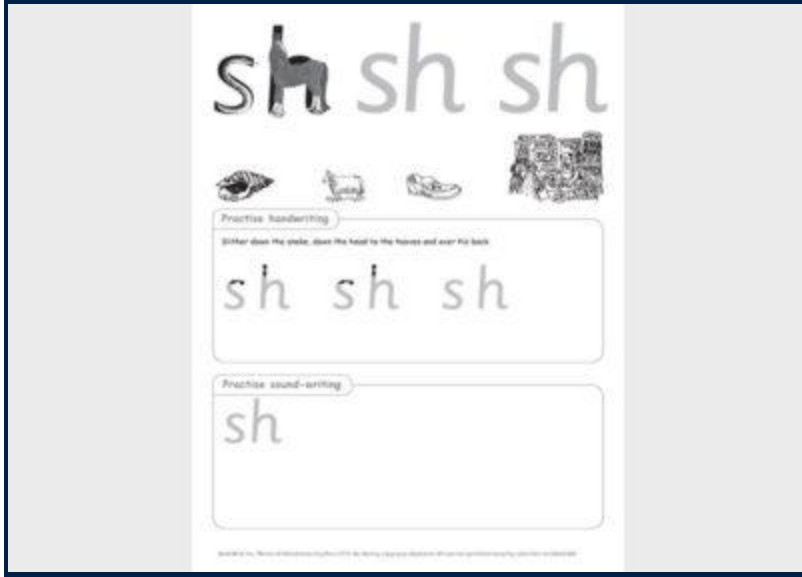 sh sh sh
Practise handwriting
Slither down the snake, down the head to the hooves and over his back
sh sh sh
Practise sound-writing
sh